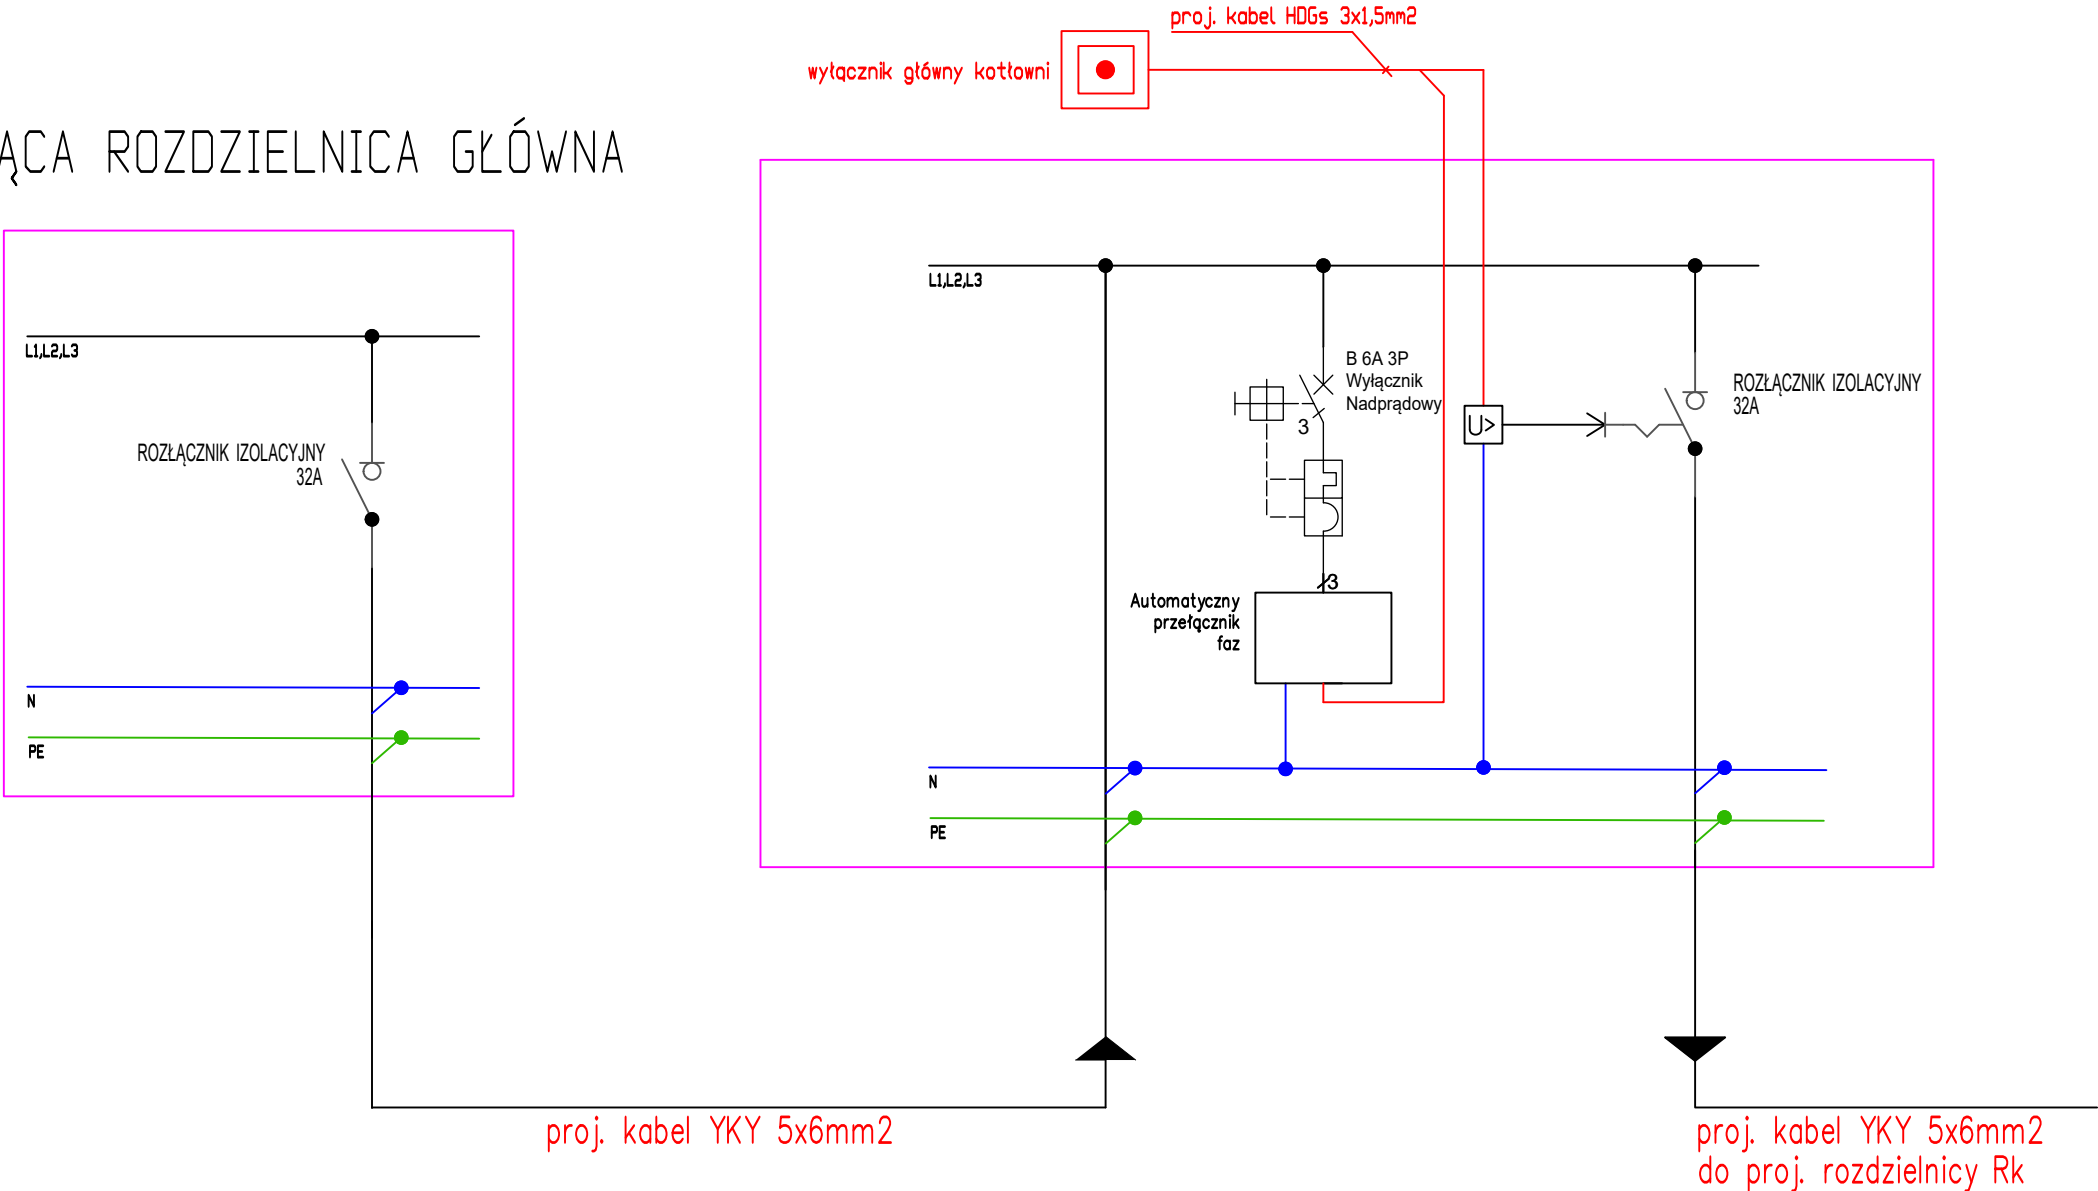 proj. kabel HDGs 3x1,5mm2
wyłącznik główny kotłowni
ĄCA ROZDZIELNICA GŁÓWNA
L1,L2,L3
ROZŁĄCZNIK IZOLACYJNY
32A
N
PE
L1,L2,L3
B 6A 3P
Wyłącznik
Nadprądowy
3
U>
ROZŁĄCZNIK IZOLACYJNY
32A
3
Automatyczny
przełącznik
faz
N
PE
proj. kabel YKY 5x6mm2
proj. kabel YKY 5x6mm2
do proj. rozdzielnicy Rk